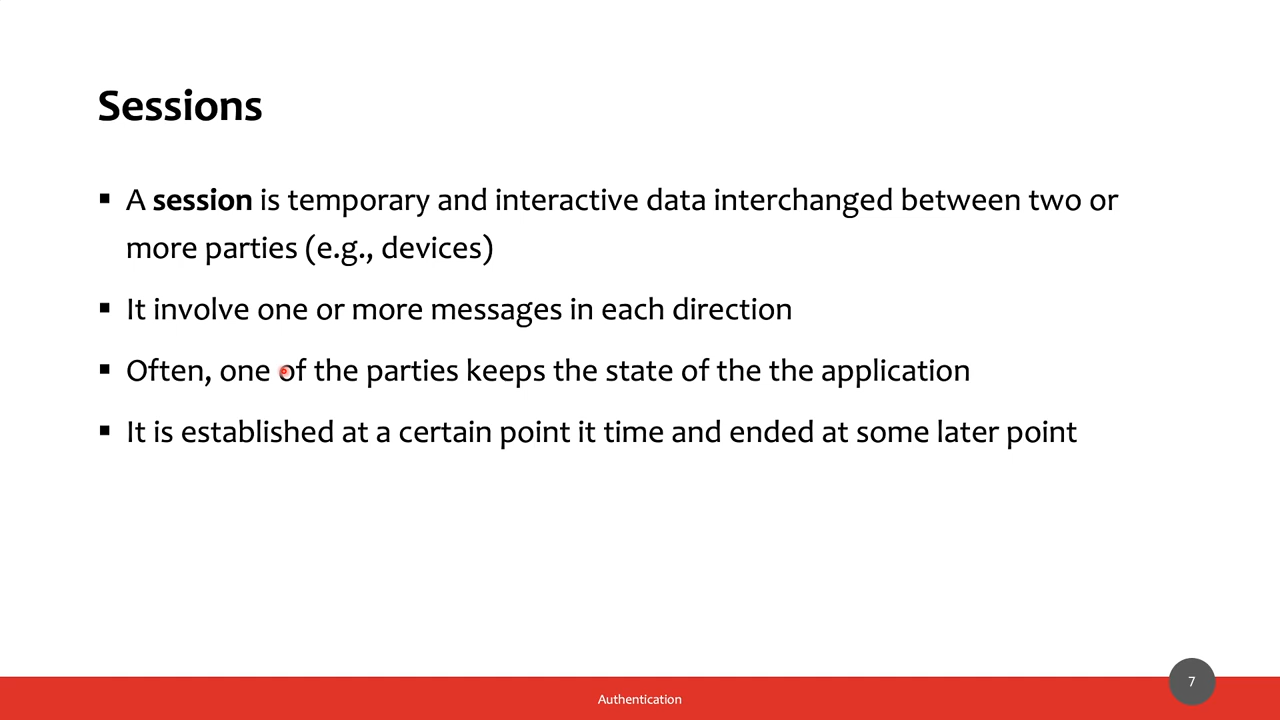 Sessions
▪ A session is temporary and interactive data interchanged between two or
more parties (e.g., devices)
▪ It involve one or more messages in each direction
▪ Often, one of the parties keeps the state of the the application
▪ It is established at a certain point it time and ended at some later point
7
Authentication